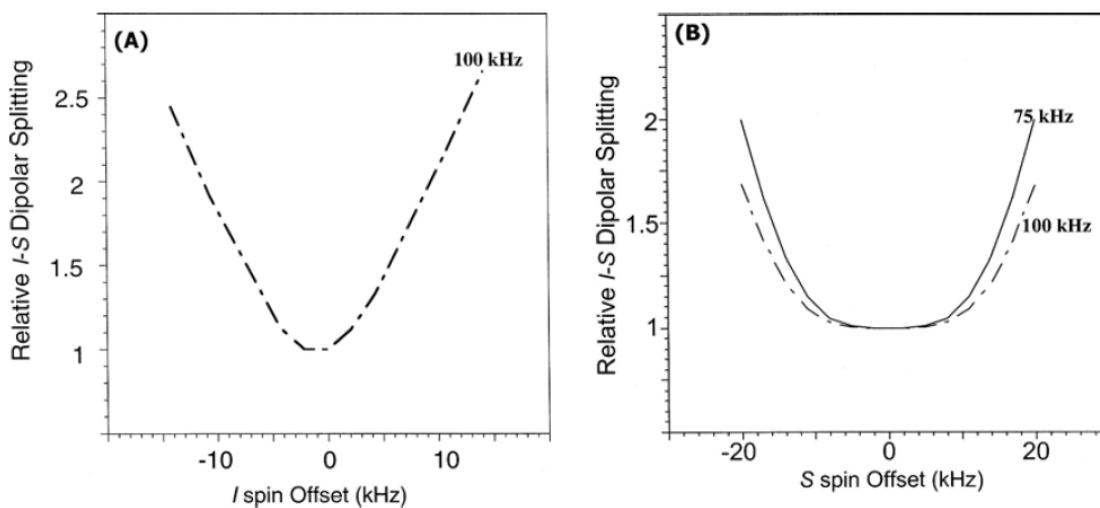 (A)
100 kHz
2.5
2
1.5
1
Relative I-S Dipolar Splitting
-10
0
10
I spin Offset (kHz)
(B)
75 kHz
100 kHz
2
1.5
1
Relative I-S Dipolar Splitting
-20
0
20
S spin Offset (kHz)